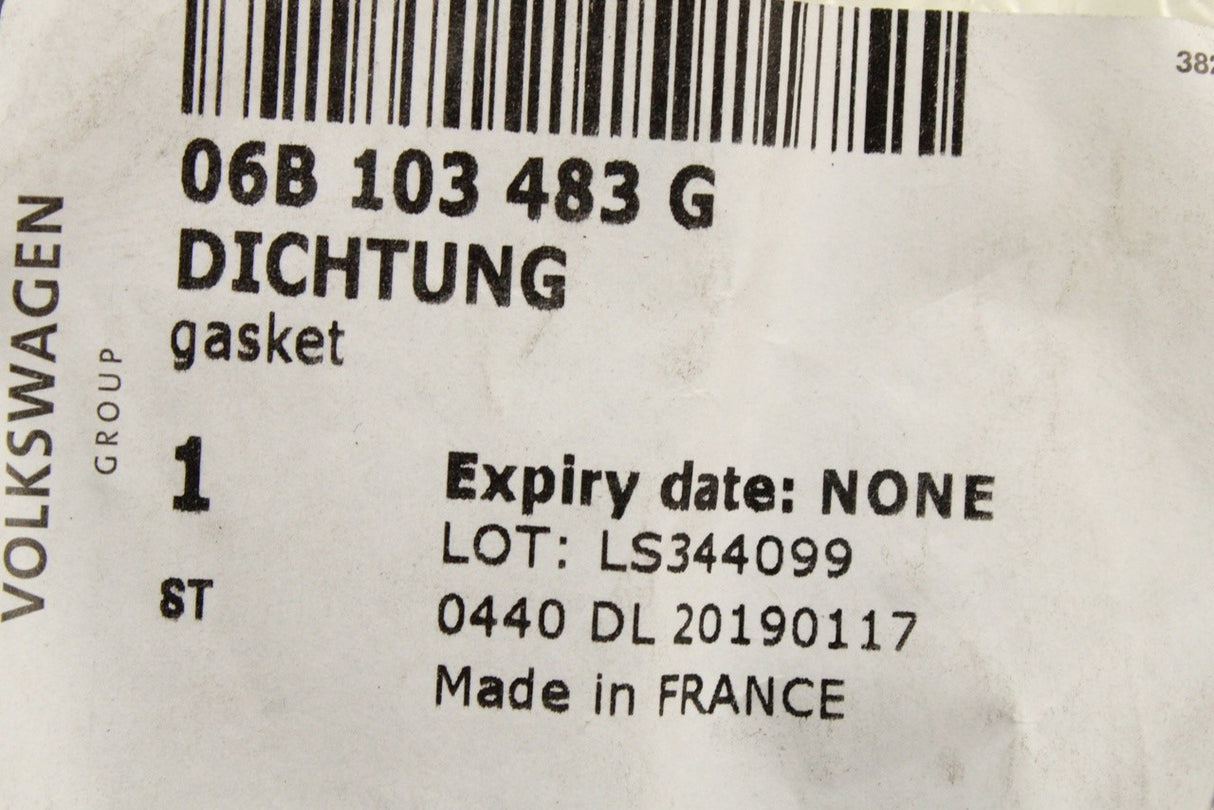 06B 103 483 G
DICHTUNG
gasket
1
ST
Expiry date: NONE
LOT: LS344099
0440 DL 20190117
Made in FRANCE
VOLKSWAGEN
GROUP